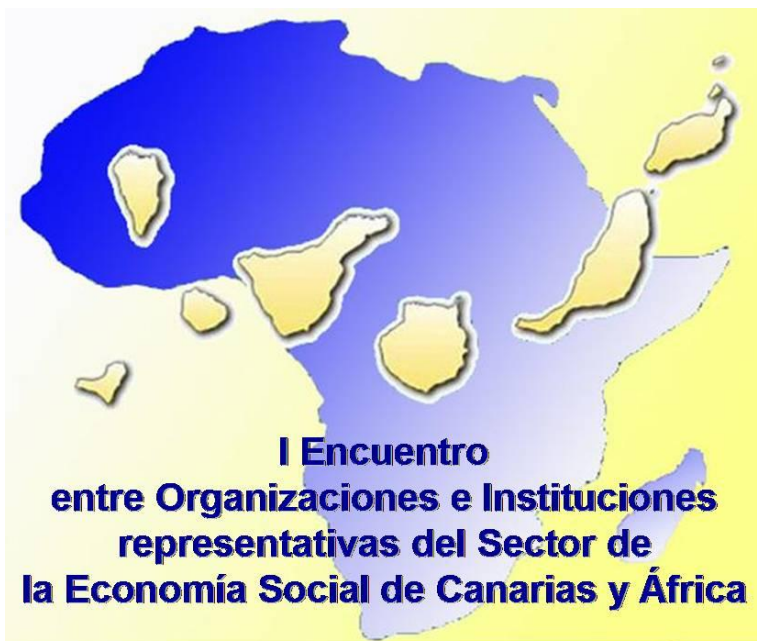 I Encuentro
entre Organizaciones e Instituciones
representativas del Sector de
la Economía Social de Canarias y África